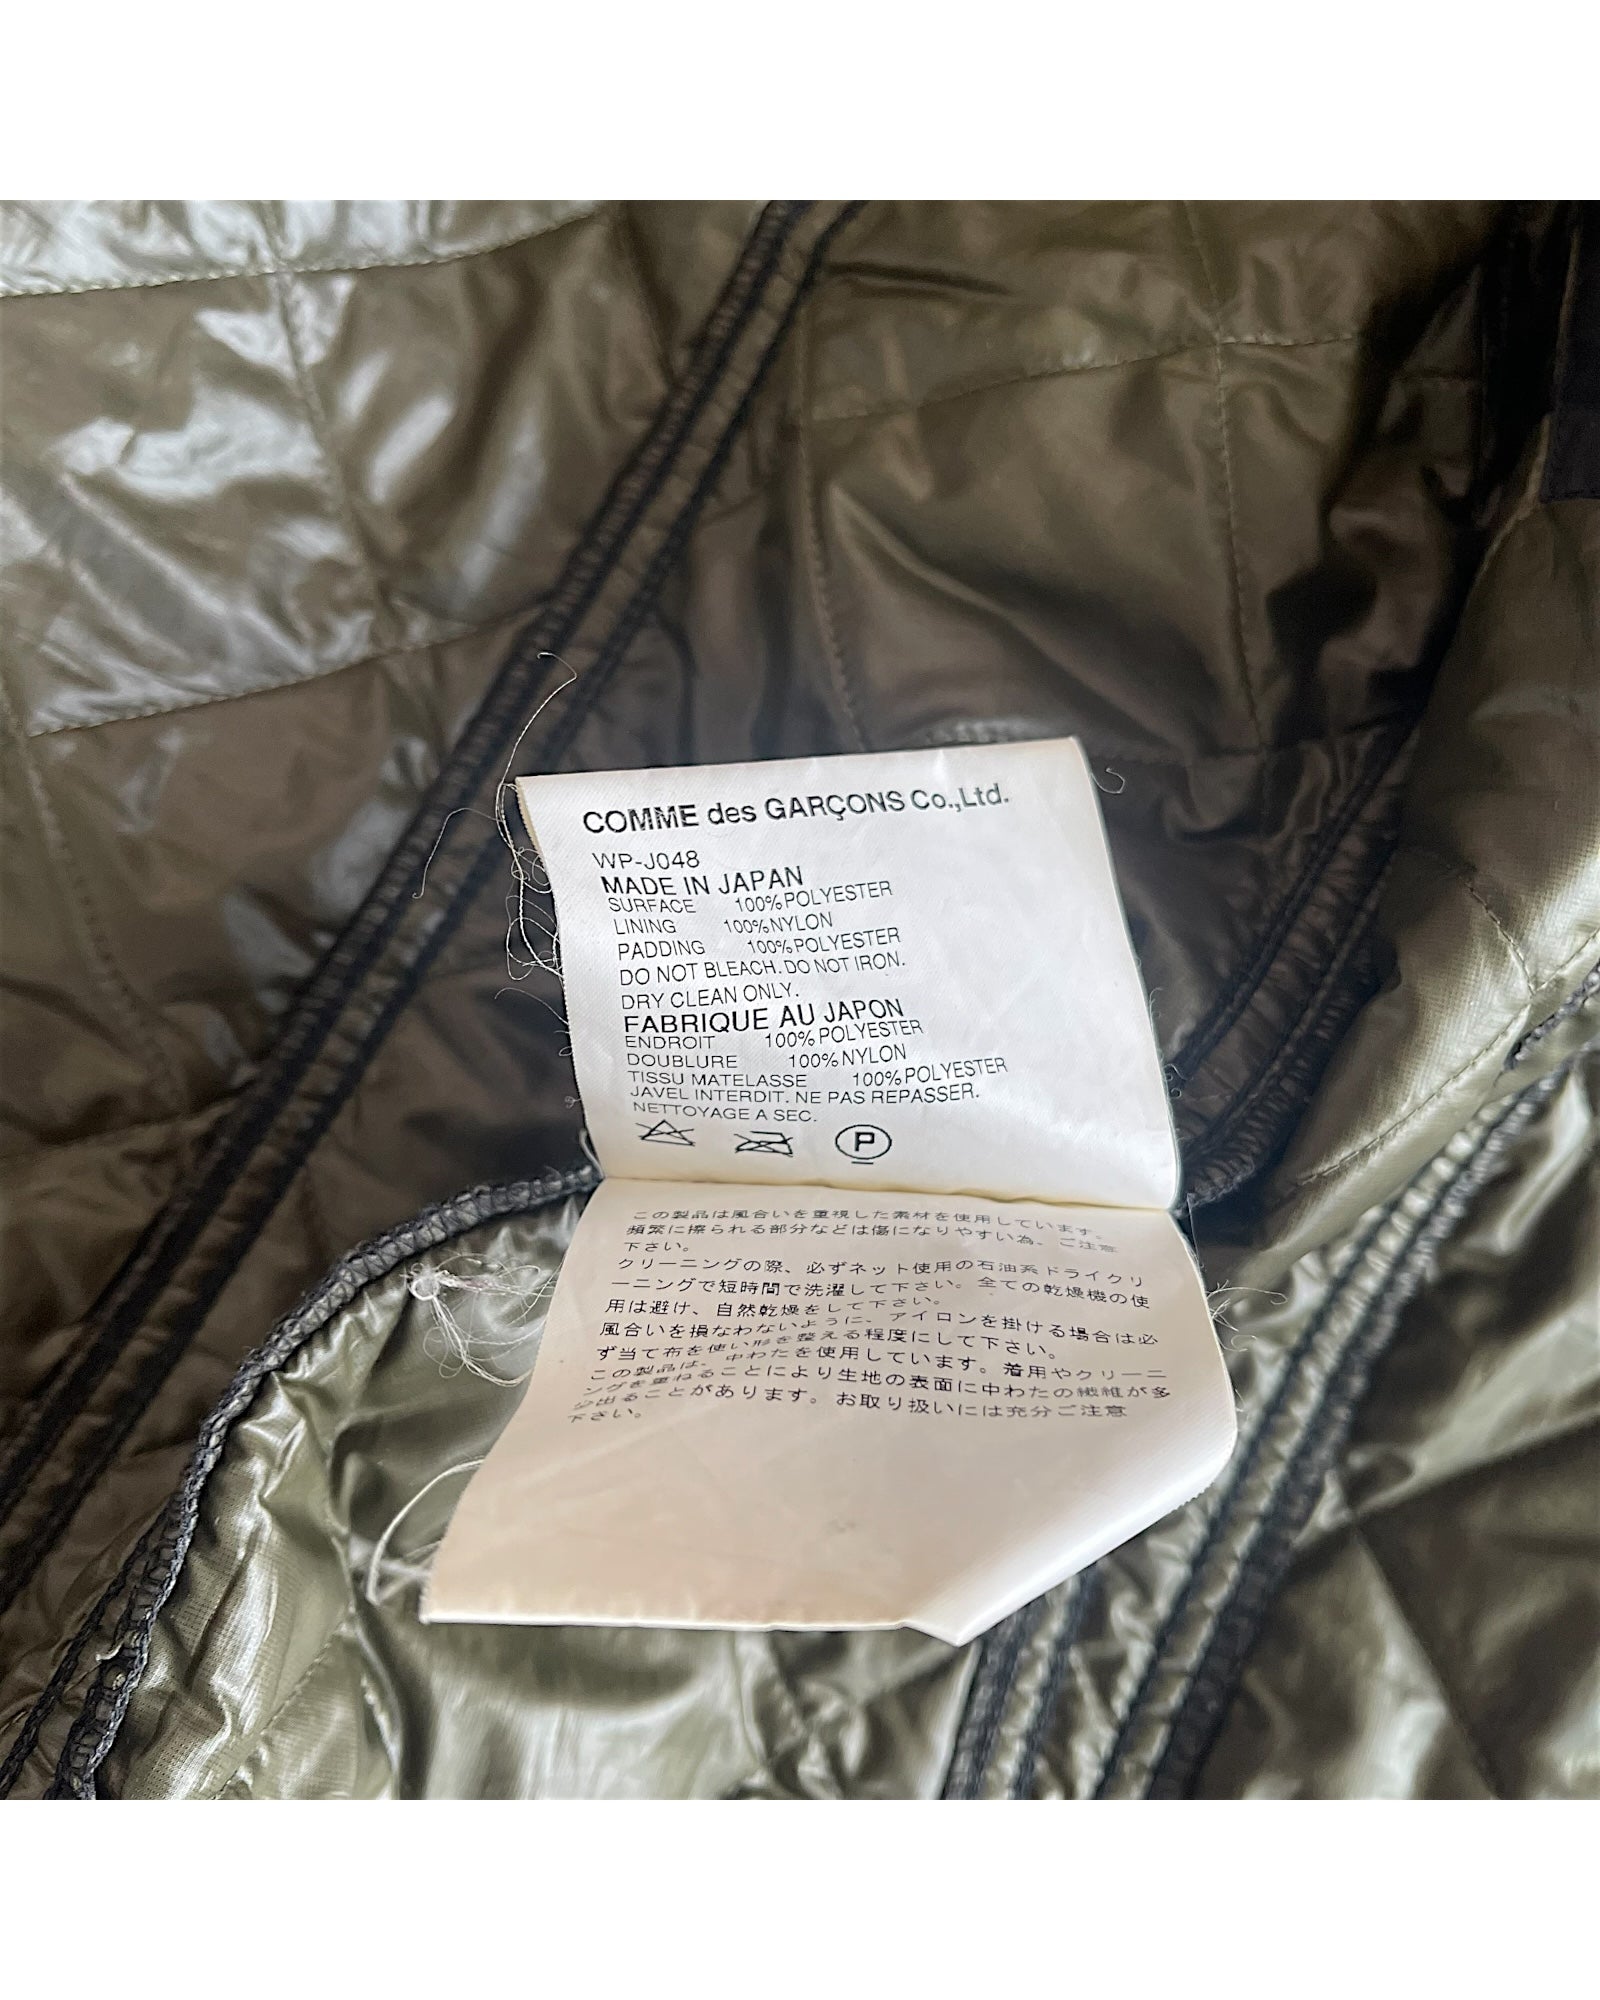 COMME des GARÇONS Co.,Ltd.
WP-J048
MADE IN JAPAN
SURFACE 100%POLYESTER
LINING 100%NYLON
PADDING 100%POLYESTER
DO NOT BLEACH. DO NOT IRON.
DRY CLEAN ONLY.
FABRIQUE AU JAPON
ENDROIT 100%POLYESTER
DOUBLURE 100%NYLON
TISSU MATELASSE 100%POLYESTER
JAVEL INTERDIT. NE PAS REPASSER.
NETTOYAGE A SEC.
P
この製品は風合いを重視した素材を使用しています。
頻繁に擦られる部分などは傷になりやすい為、ご注意
下さい。
クリーニングの際、必ずネット使用の石油系ドライクリ
ーニングで短時間で洗濯して下さい。全ての乾燥機の使
用は避け、自然乾燥をして下さい。
風合いを損なわないように、アイロンを掛ける場合は必
ず当て布を使い形を整える程度にして下さい。
この製品は、中わたを使用しています。着用やクリーニ
ングを重ねることにより生地の表面に中わたの繊維が多
少出ることがあります。お取り扱いには充分ご注意
下さい。